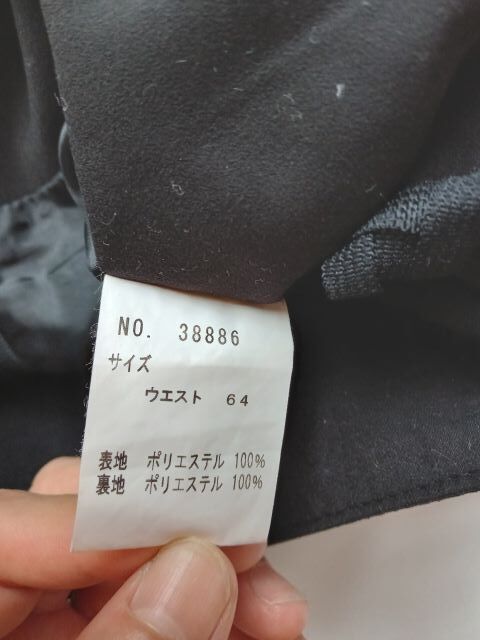 NO. 38886
サイズ
ウエスト 64
表地 ポリエステル 100%
裏地 ポリエステル 100%